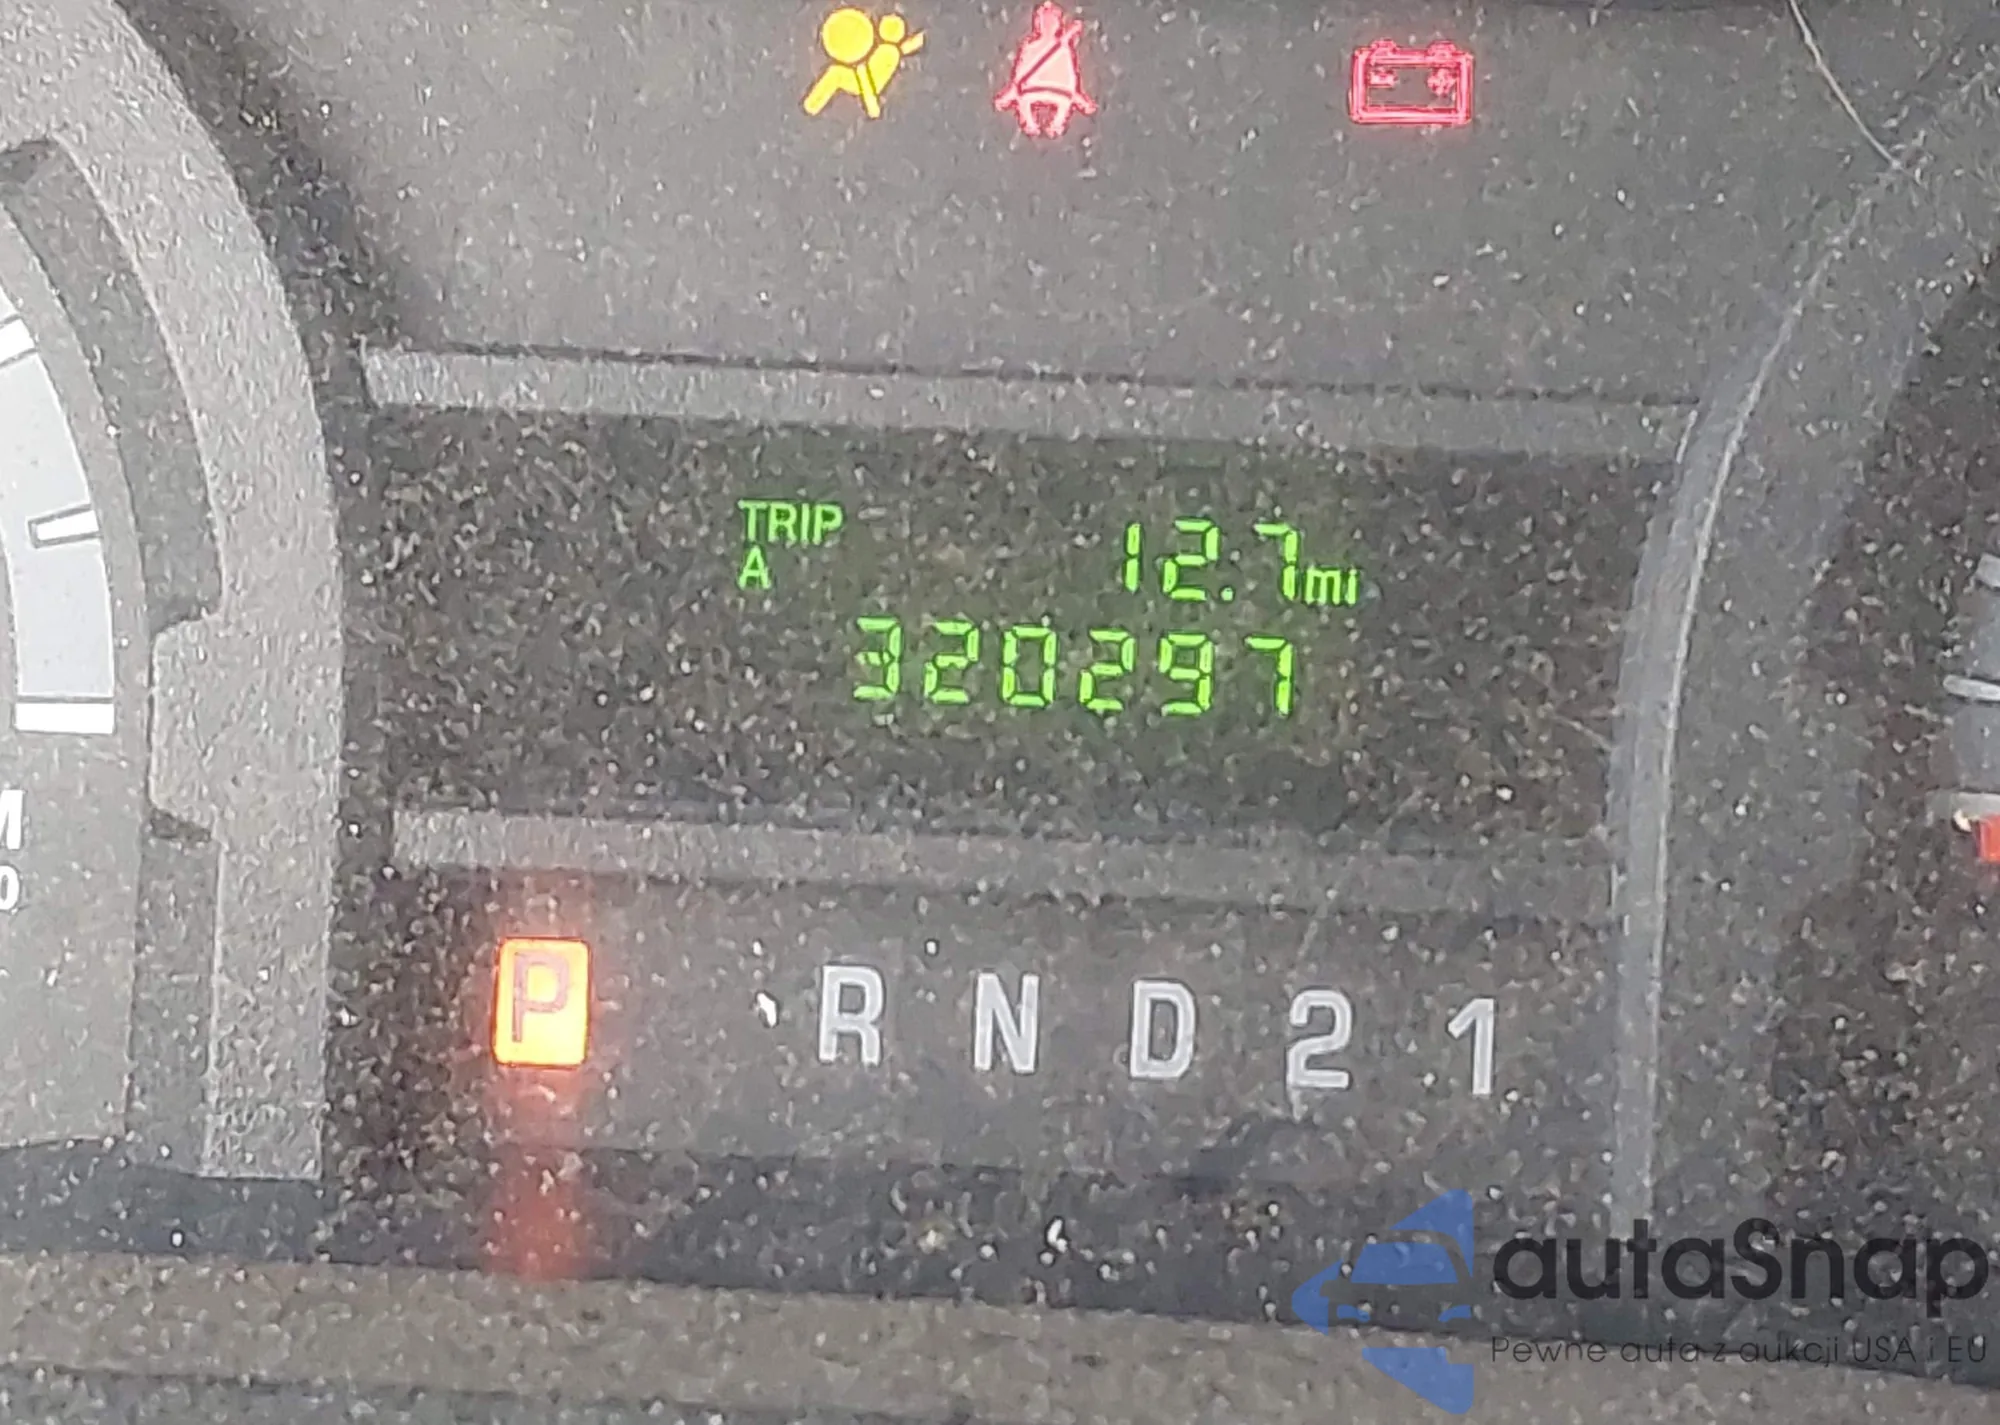 TRIP 12.7mi
A
320297
P R N D 2 1
autaSnap
Pewne auta z aukcji USA i EU